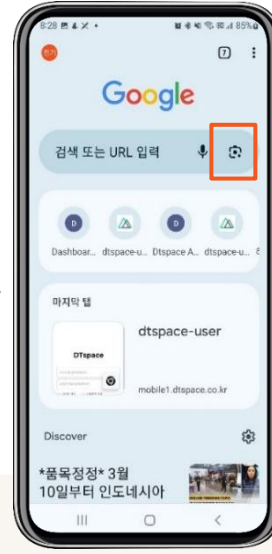 8:28
85%
7
Google
검색 또는 URL 입력
D
D
Dashboar... dtspace-u... Dtspace A... dtspace-u...
마지막 탭
dtspace-user
DTspace
mobile1.dtspace.co.kr
Discover
*품목정정* 3월
10일부터 인도네시아